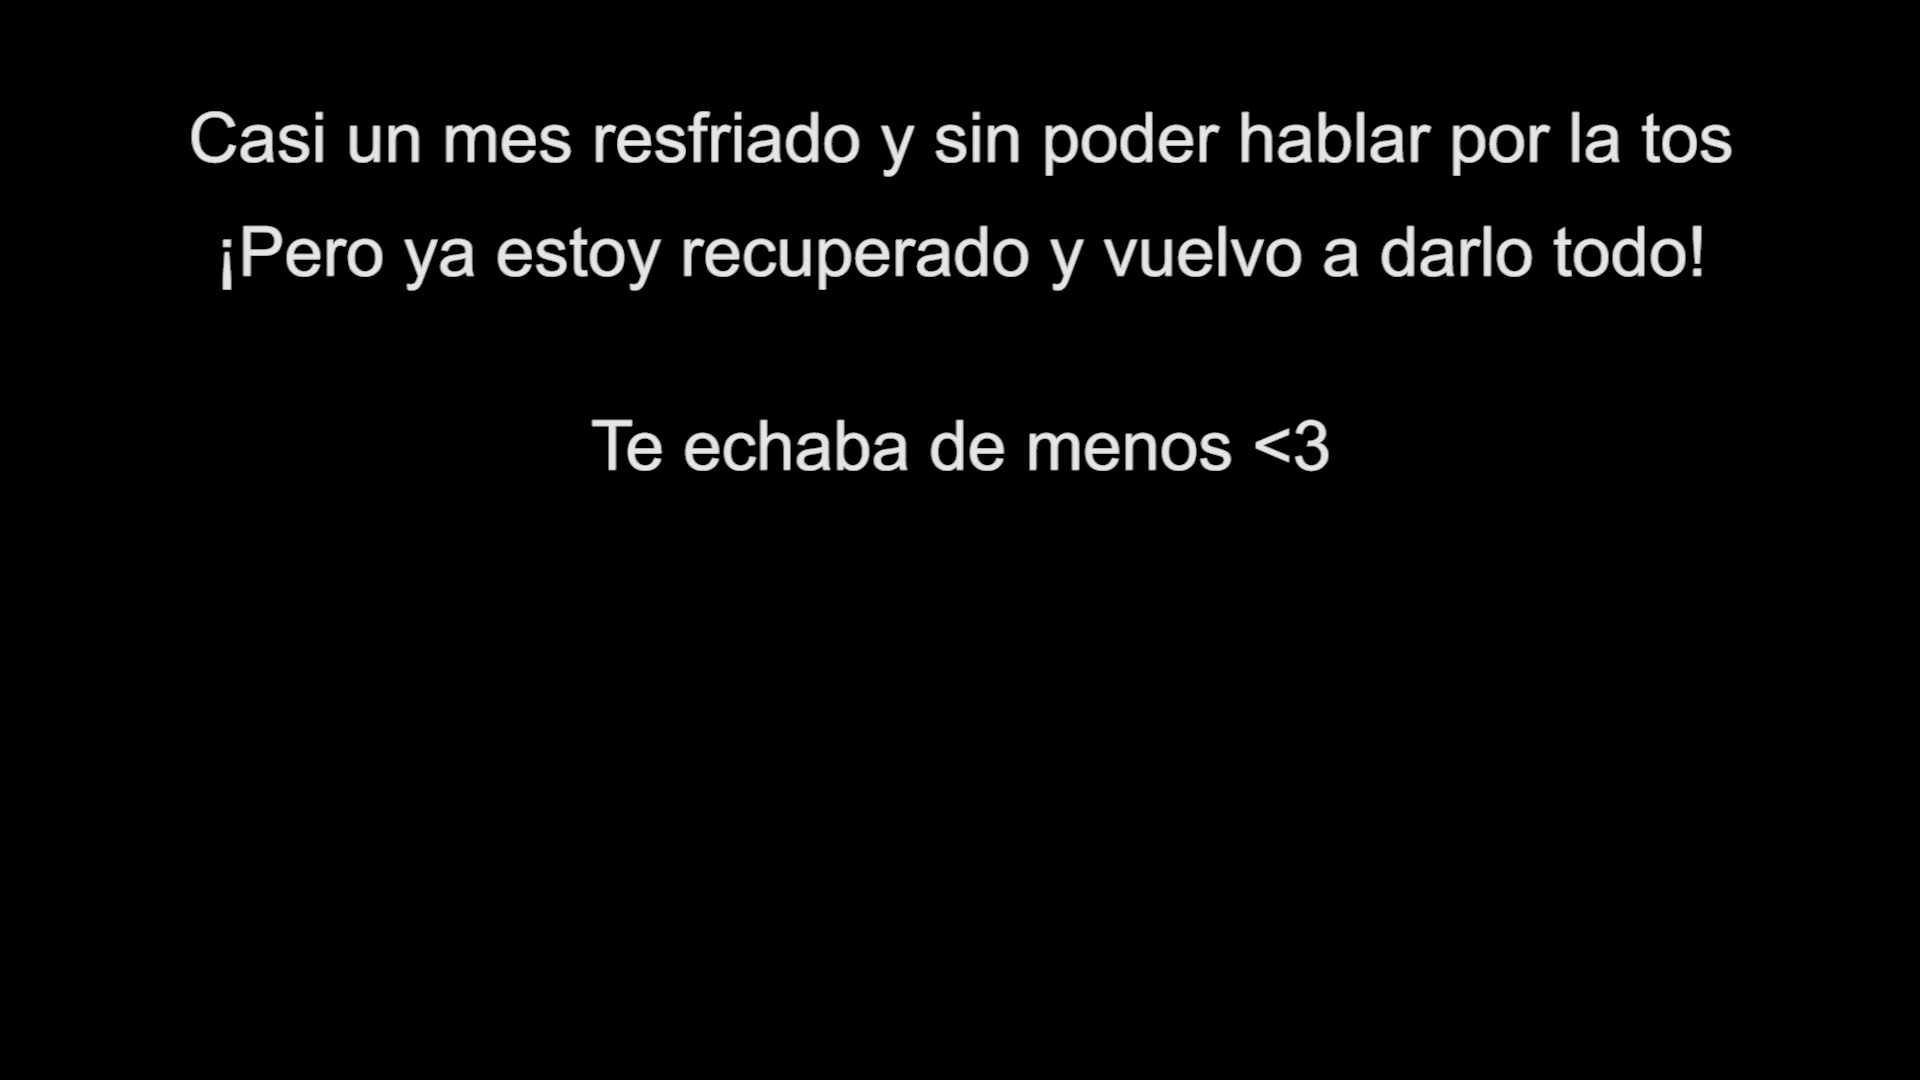 Casi un mes resfriado y sin poder hablar por la tos
¡Pero ya estoy recuperado y vuelvo a darlo todo!
Te echaba de menos <3